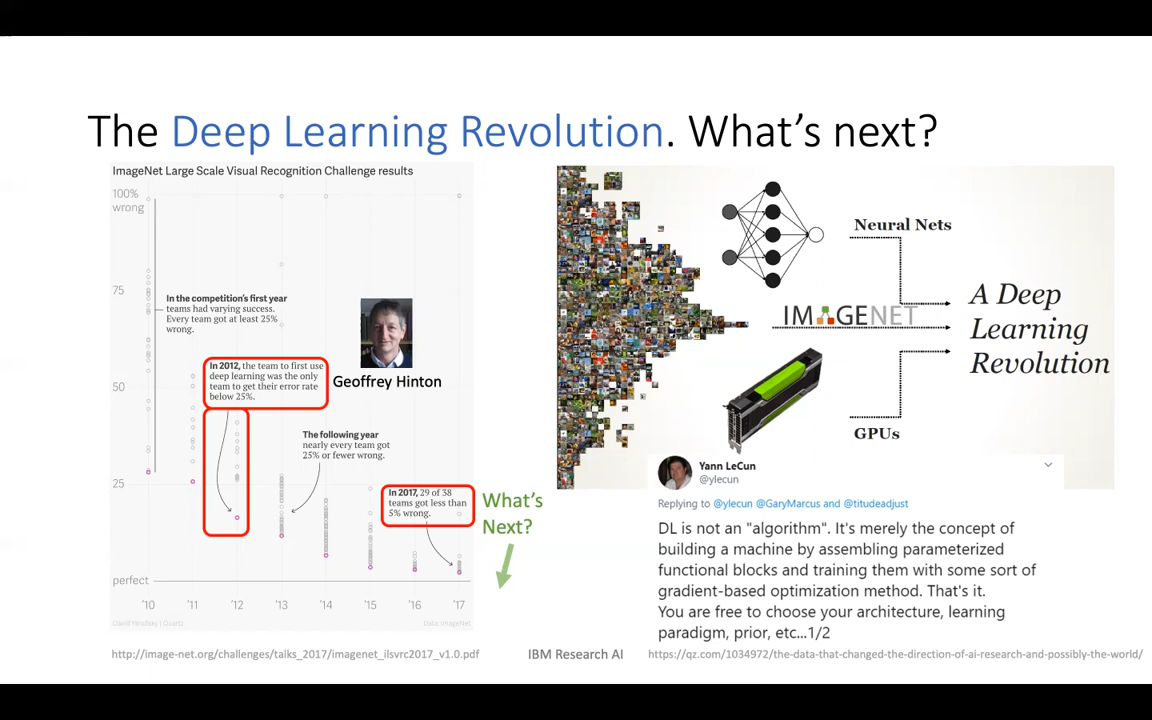 The Deep Learning Revolution. What's next?
ImageNet Large Scale Visual Recognition Challenge results
100%
wrong
75
50
25
perfect
'10
'11
'12
'13
'14
'15
'16
'17
In the competition's first year
teams had varying success.
Every team got at least 25%
wrong.
In 2012, the team to first use
deep learning was the only
team to get their error rate
below 25%.
Geoffrey Hinton
The following year
nearly every team got
25% or fewer wrong.
In 2017, 29 of 38
teams got less than
5% wrong.
What's
Next?
Data: ImageNet
Neural Nets
IMAGENET
GPUs
A Deep
Learning
Revolution
Yann LeCun
@ylecun
Replying to @ylecun @GaryMarcus and @titudeadjust
DL is not an "algorithm". It's merely the concept of
building a machine by assembling parameterized
functional blocks and training them with some sort of
gradient-based optimization method. That's it.
You are free to choose your architecture, learning
paradigm, prior, etc...1/2
http://image-net.org/challenges/talks_2017/imagenet_ilsvrc2017_v1.0.pdf
IBM Research AI
https://qz.com/1034972/the-data-that-changed-the-direction-of-ai-research-and-possibly-the-world/